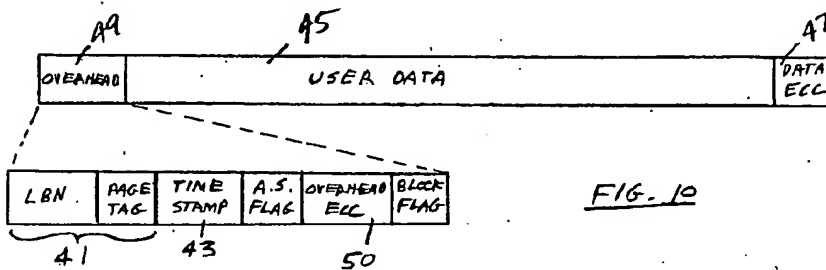 49
45
47
OVERHEAD
USER DATA
DATA ECC
LBN.
PAGE TAG
TIME STAMP
A.S. FLAG
OVERHEAD ECC
BLOCK FLAG
41
43
50
FIG. 10